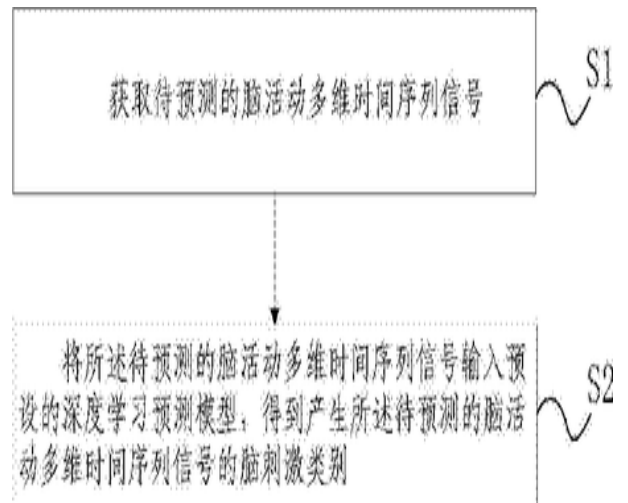 获取待预测的脑活动多维时间序列信号
S1
将所述待预测的脑活动多维时间序列信号输入预
设的深度学习预测模型，得到产生所述待预测的脑活
动多维时间序列信号的脑刺激类别
S2